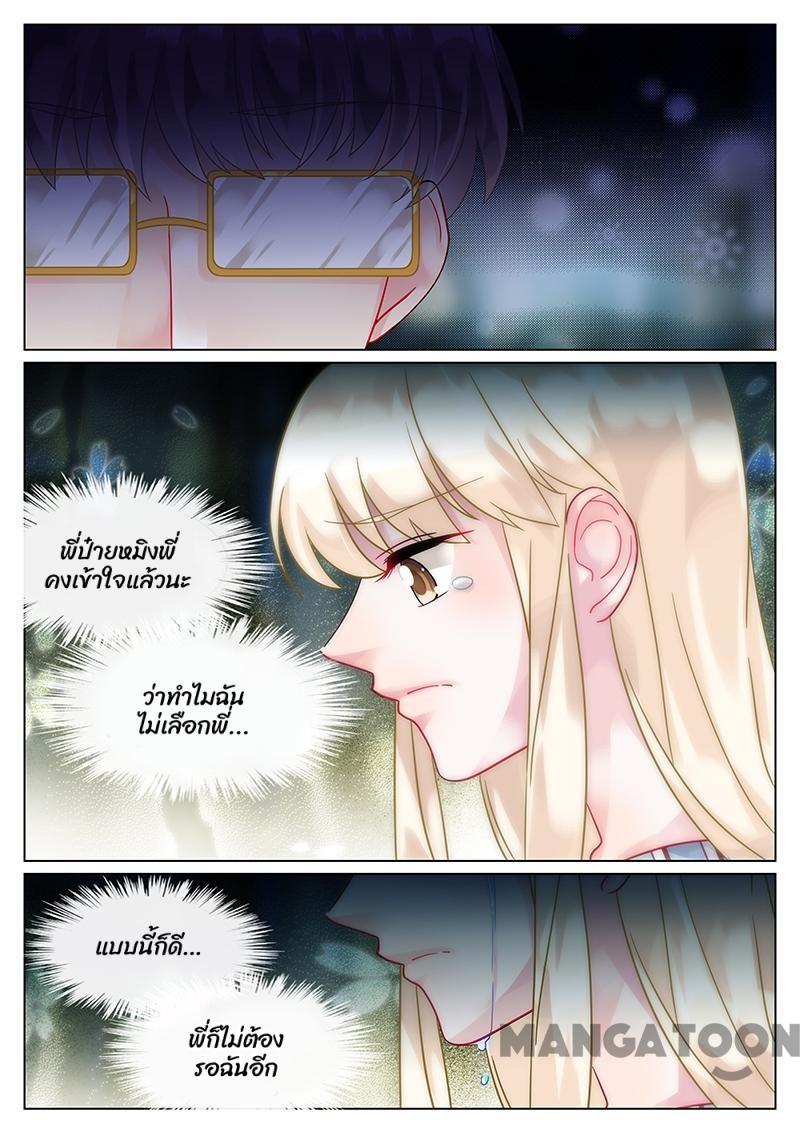 พี่ป๋ายหมิงพี่
คงเข้าใจแล้วนะ
ว่าทำไมฉัน
ไม่เลือกพี่...
แบบนี้ก็ดี...
พี่ก็ไม่ต้อง
รอฉันอีก
MANGATOON